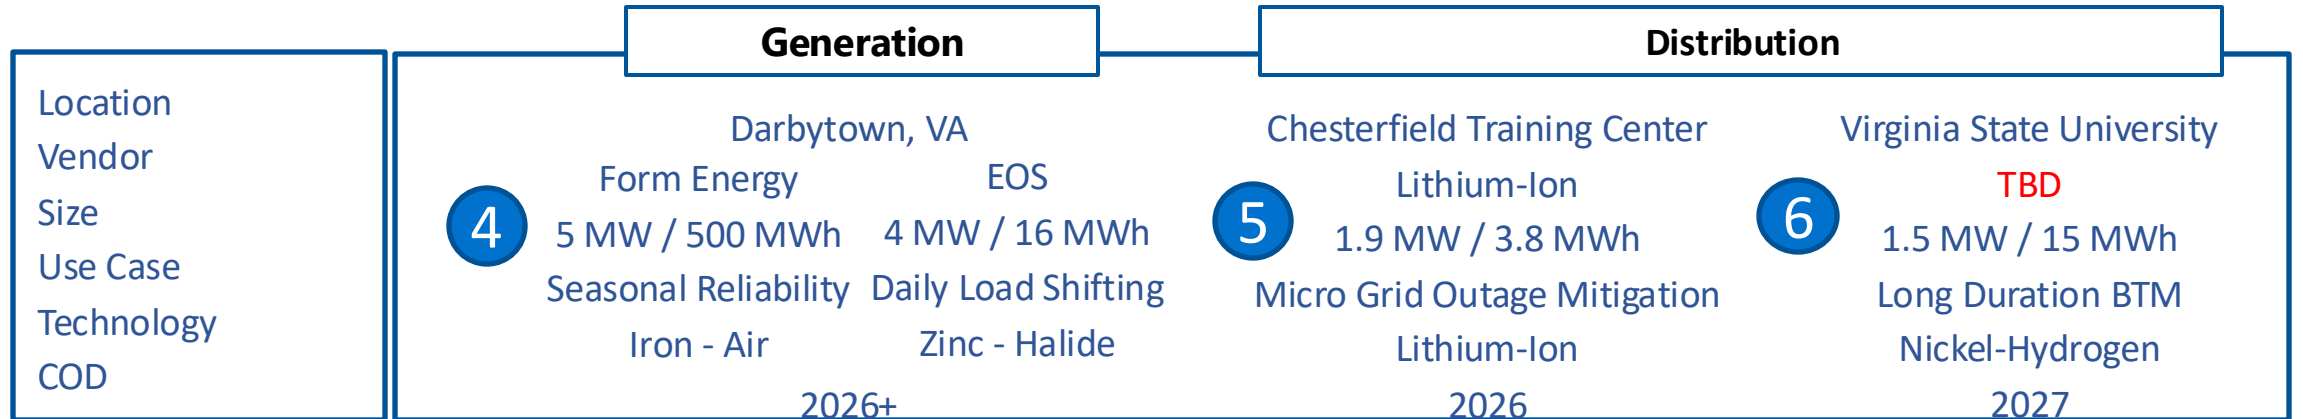 Generation
Distribution
Location
Vendor
Size
Use Case
Technology
COD
4
Darbytown, VA
Form Energy
5 MW / 500 MWh
Seasonal Reliability
Iron - Air
EOS
4 MW / 16 MWh
Daily Load Shifting
Zinc - Halide
2026+
5
Chesterfield Training Center
Lithium-Ion
1.9 MW / 3.8 MWh
Micro Grid Outage Mitigation
Lithium-Ion
2026
6
Virginia State University
TBD
1.5 MW / 15 MWh
Long Duration BTM
Nickel-Hydrogen
2027